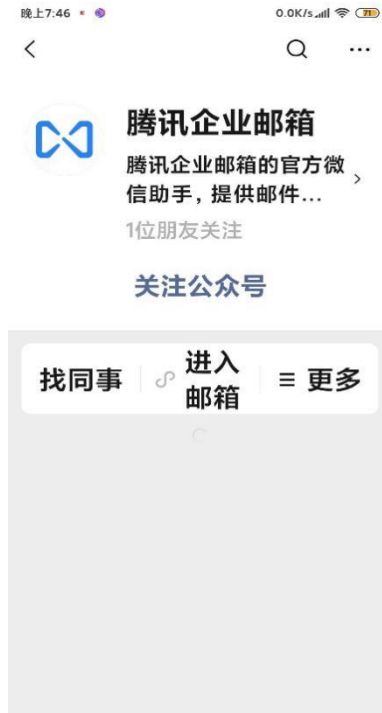 晚上7:46 0.0K/s 71
腾讯企业邮箱
腾讯企业邮箱的官方微
信助手，提供邮件...
1位朋友关注
关注公众号
找同事 进入 更多
邮箱